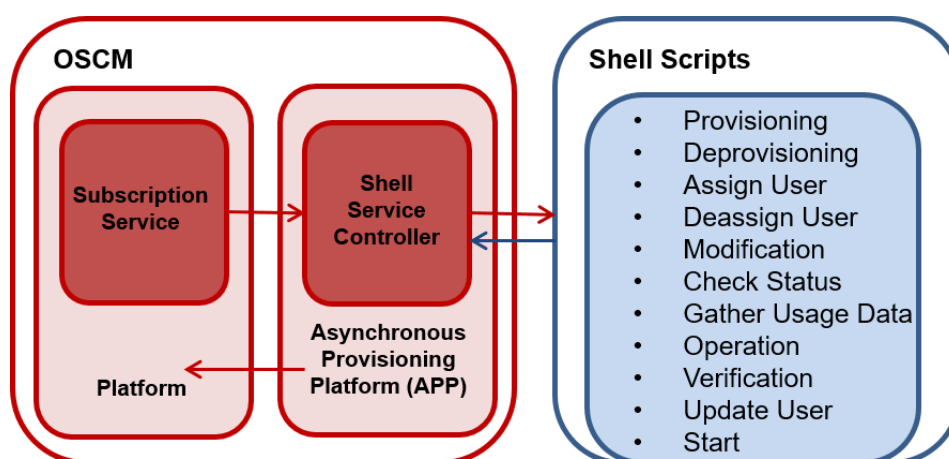 OSCM
Subscription
Service
Platform
Shell
Service
Controller
Asynchronous
Provisioning
Platform (APP)
Shell Scripts
• Provisioning
• Deprovisioning
• Assign User
• Deassign User
• Modification
• Check Status
• Gather Usage Data
• Operation
• Verification
• Update User
• Start